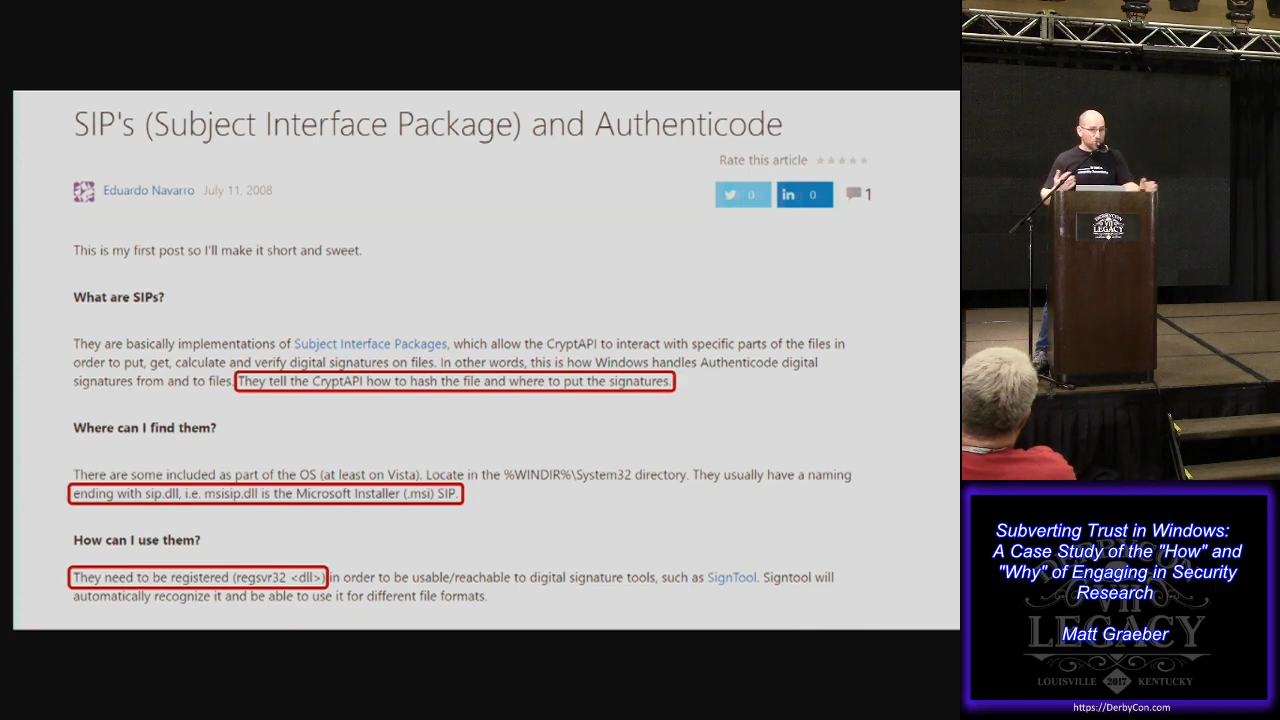 SIP's (Subject Interface Package) and Authenticode
Rate this article
Eduardo Navarro July 11, 2008
0
in 0
1
This is my first post so I'll make it short and sweet.
What are SIPs?
They are basically implementations of Subject Interface Packages, which allow the CryptAPI to interact with specific parts of the files in
order to put, get, calculate and verify digital signatures on files. In other words, this is how Windows handles Authenticode digital
signatures from and to files. They tell the CryptAPI how to hash the file and where to put the signatures.
Where can I find them?
There are some included as part of the OS (at least on Vista). Locate in the %WINDIR%\System32 directory. They usually have a naming
ending with sip.dll, i.e. msisip.dll is the Microsoft Installer (.msi) SIP.
How can I use them?
They need to be registered (regsvr32 <dll>) in order to be usable/reachable to digital signature tools, such as SignTool. Signtool will
automatically recognize it and be able to use it for different file formats.
DERBYCON
VII
LEGACY
Subverting Trust in Windows:
A Case Study of the "How" and
"Why" of Engaging in Security
Research
Matt Graeber
DERBYCON
VII
LEGACY
LOUISVILLE 2017 KENTUCKY
https://DerbyCon.com